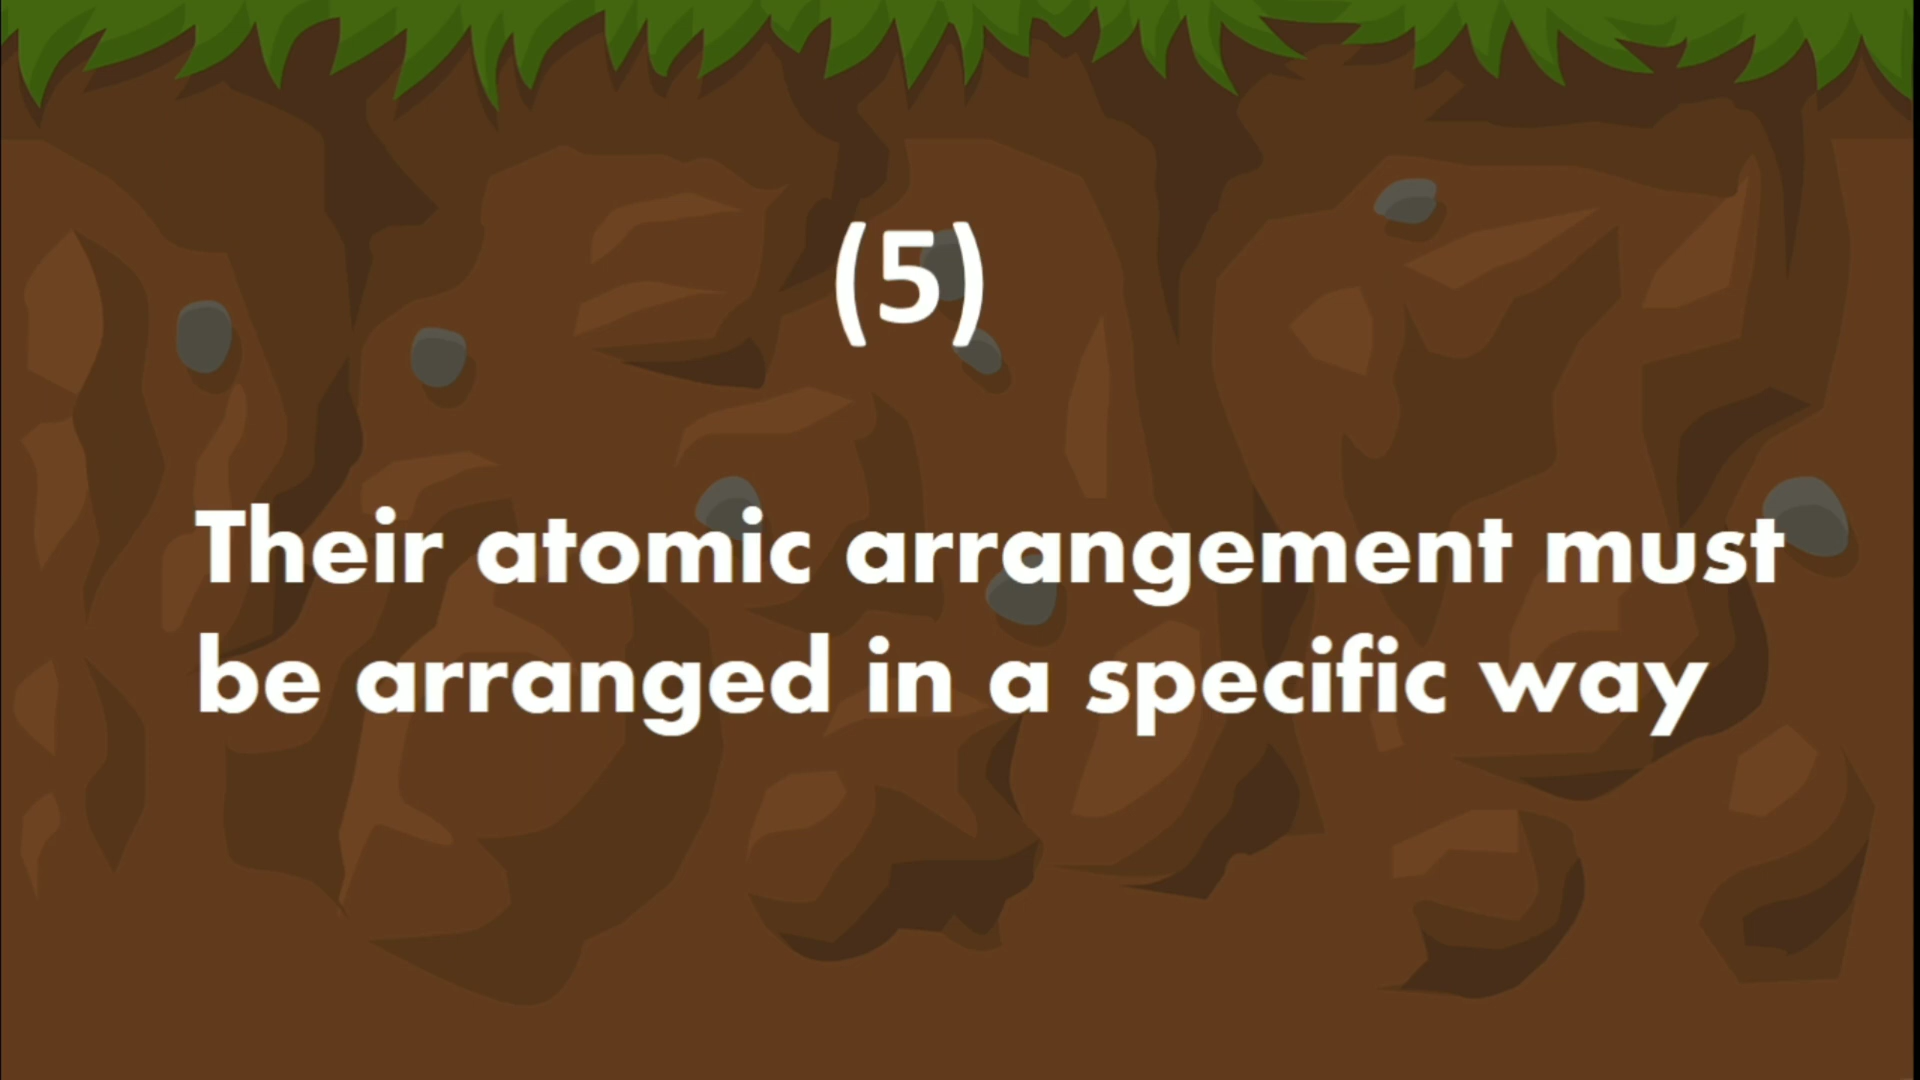 (5)
Their atomic arrangement must
be arranged in a specific way